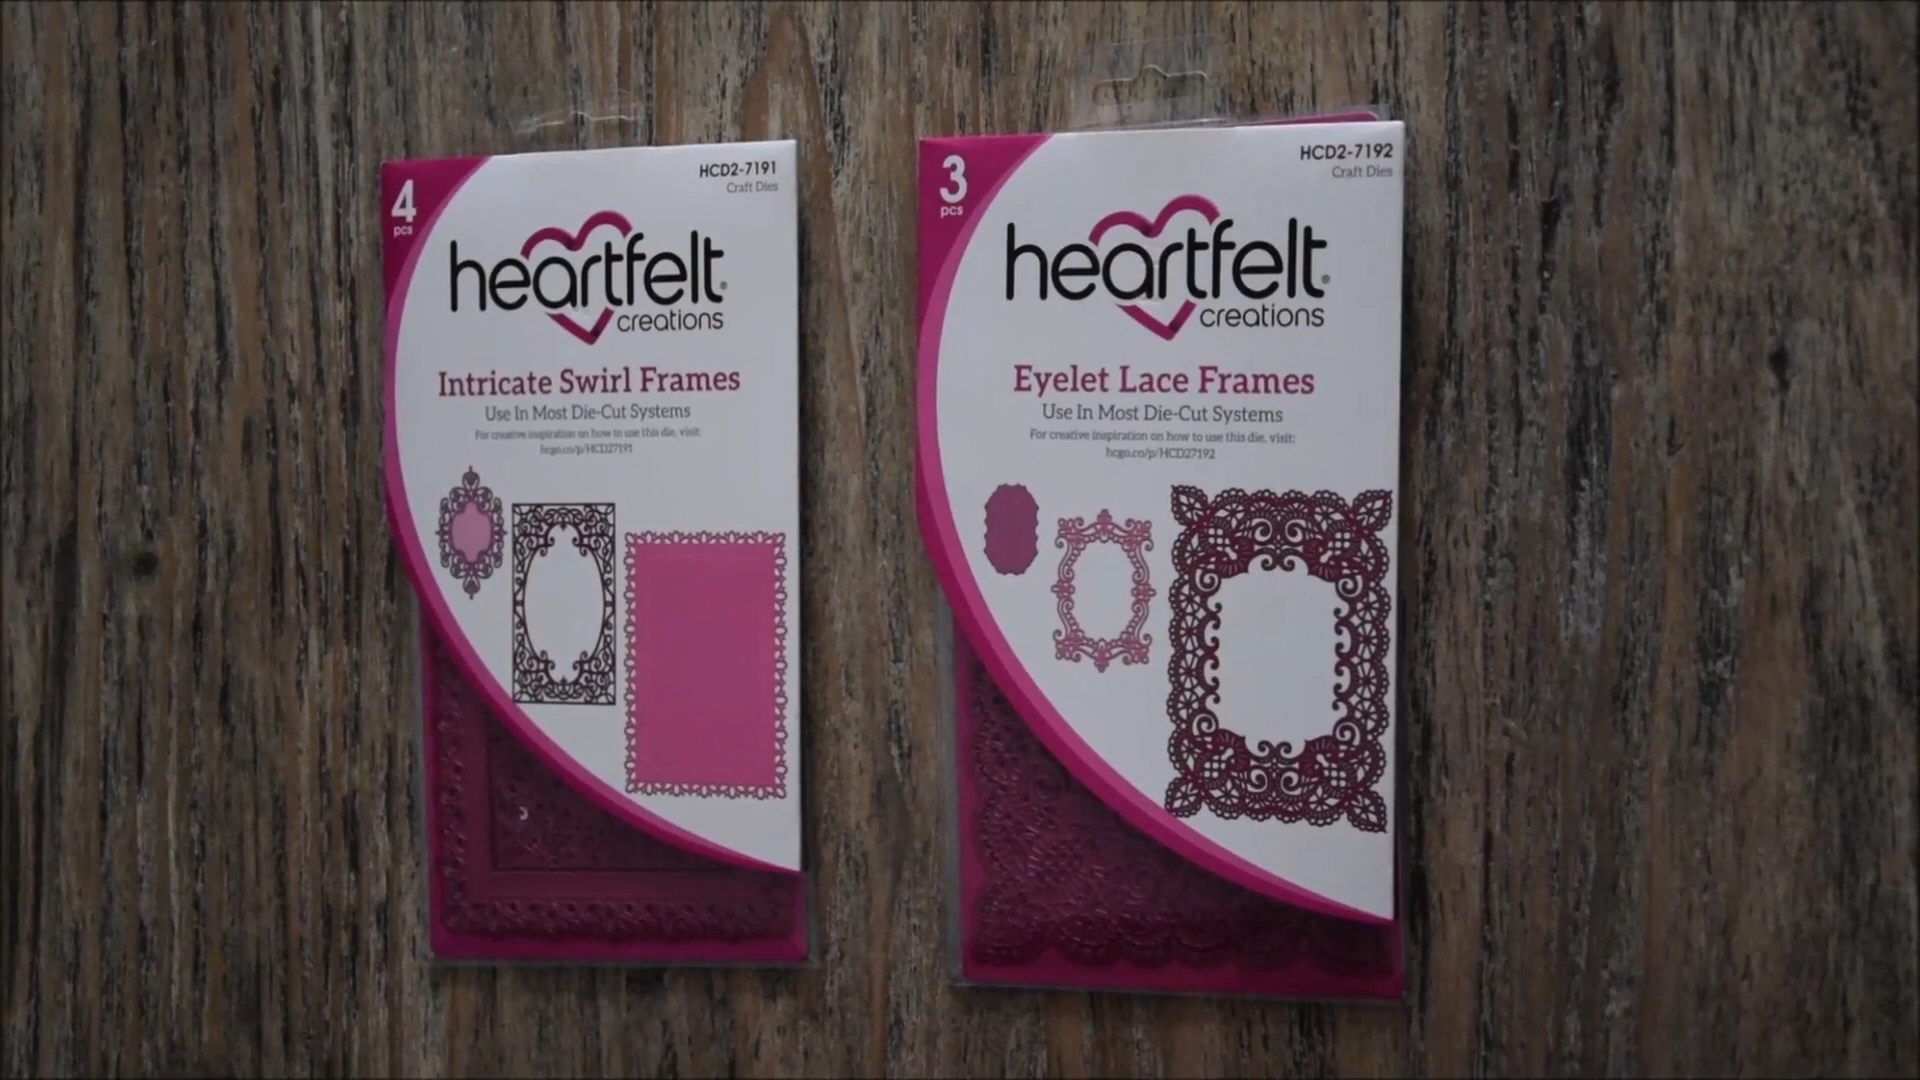 4
pcs
HCD2-7191
Craft Dies
heartfelt®
creations
Intricate Swirl Frames
Use In Most Die-Cut Systems
For creative inspiration on how to use this die, visit:
hcgo.co/p/HCD27191
3
pcs
HCD2-7192
Craft Dies
heartfelt®
creations
Eyelet Lace Frames
Use In Most Die-Cut Systems
For creative inspiration on how to use this die, visit:
hcgo.co/p/HCD27192